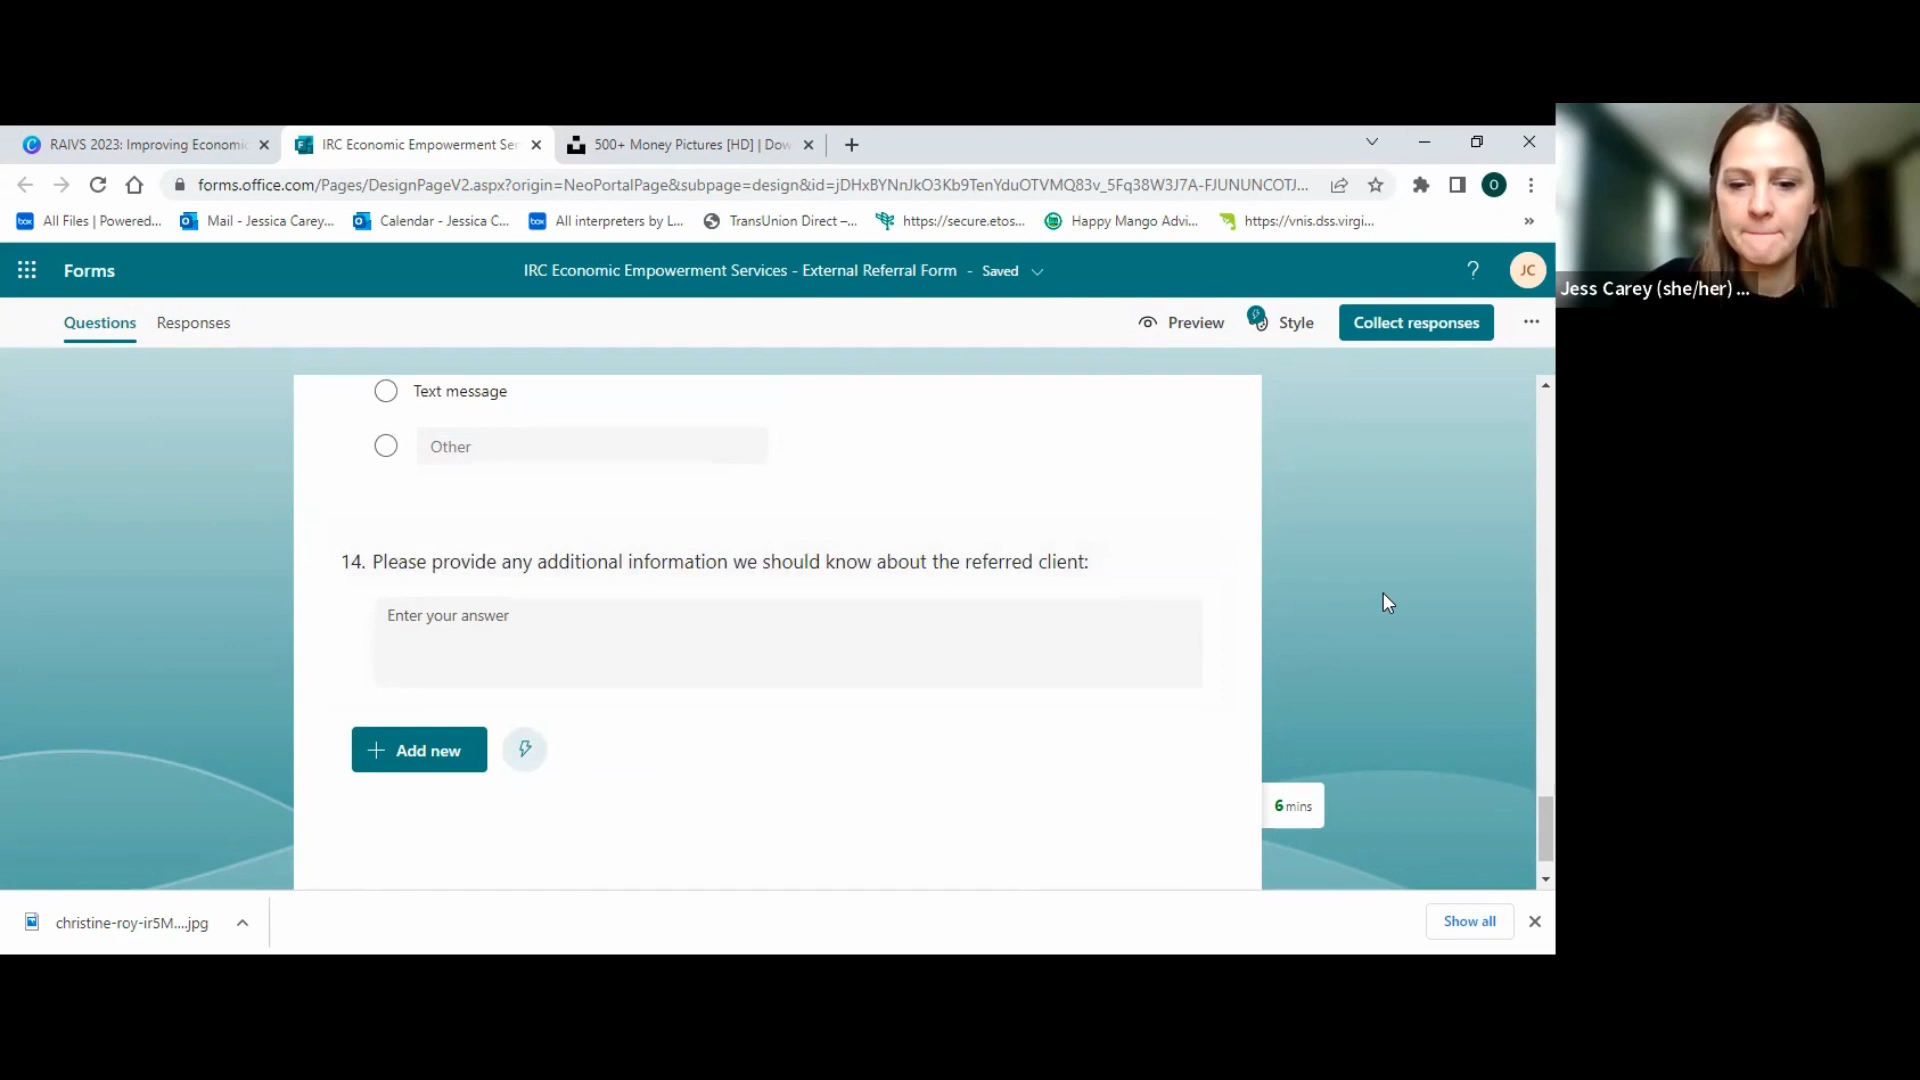 RAIVS 2023: Improving Economic
IRC Economic Empowerment Ser
500+ Money Pictures [HD] | Dow
forms.office.com/Pages/DesignPageV2.aspx?origin=NeoPortalPage&subpage=design&id=jDHxBYNnJkO3Kb9TenYduOTVMQ83v_5Fq38W3J7A-FJUNUNCOTJ...
O
box All Files | Powered...
Mail - Jessica Carey...
Calendar - Jessica C...
box All interpreters by L...
TransUnion Direct –...
https://secure.etos...
Happy Mango Advi...
https://vnis.dss.virgi...
»
Forms
IRC Economic Empowerment Services - External Referral Form - Saved
?
JC
Jess Carey (she/her) ...
Questions
Responses
Preview
Style
Collect responses
...
Text message
Other
14. Please provide any additional information we should know about the referred client:
Enter your answer
+ Add new
6 mins
christine-roy-ir5M....jpg
Show all